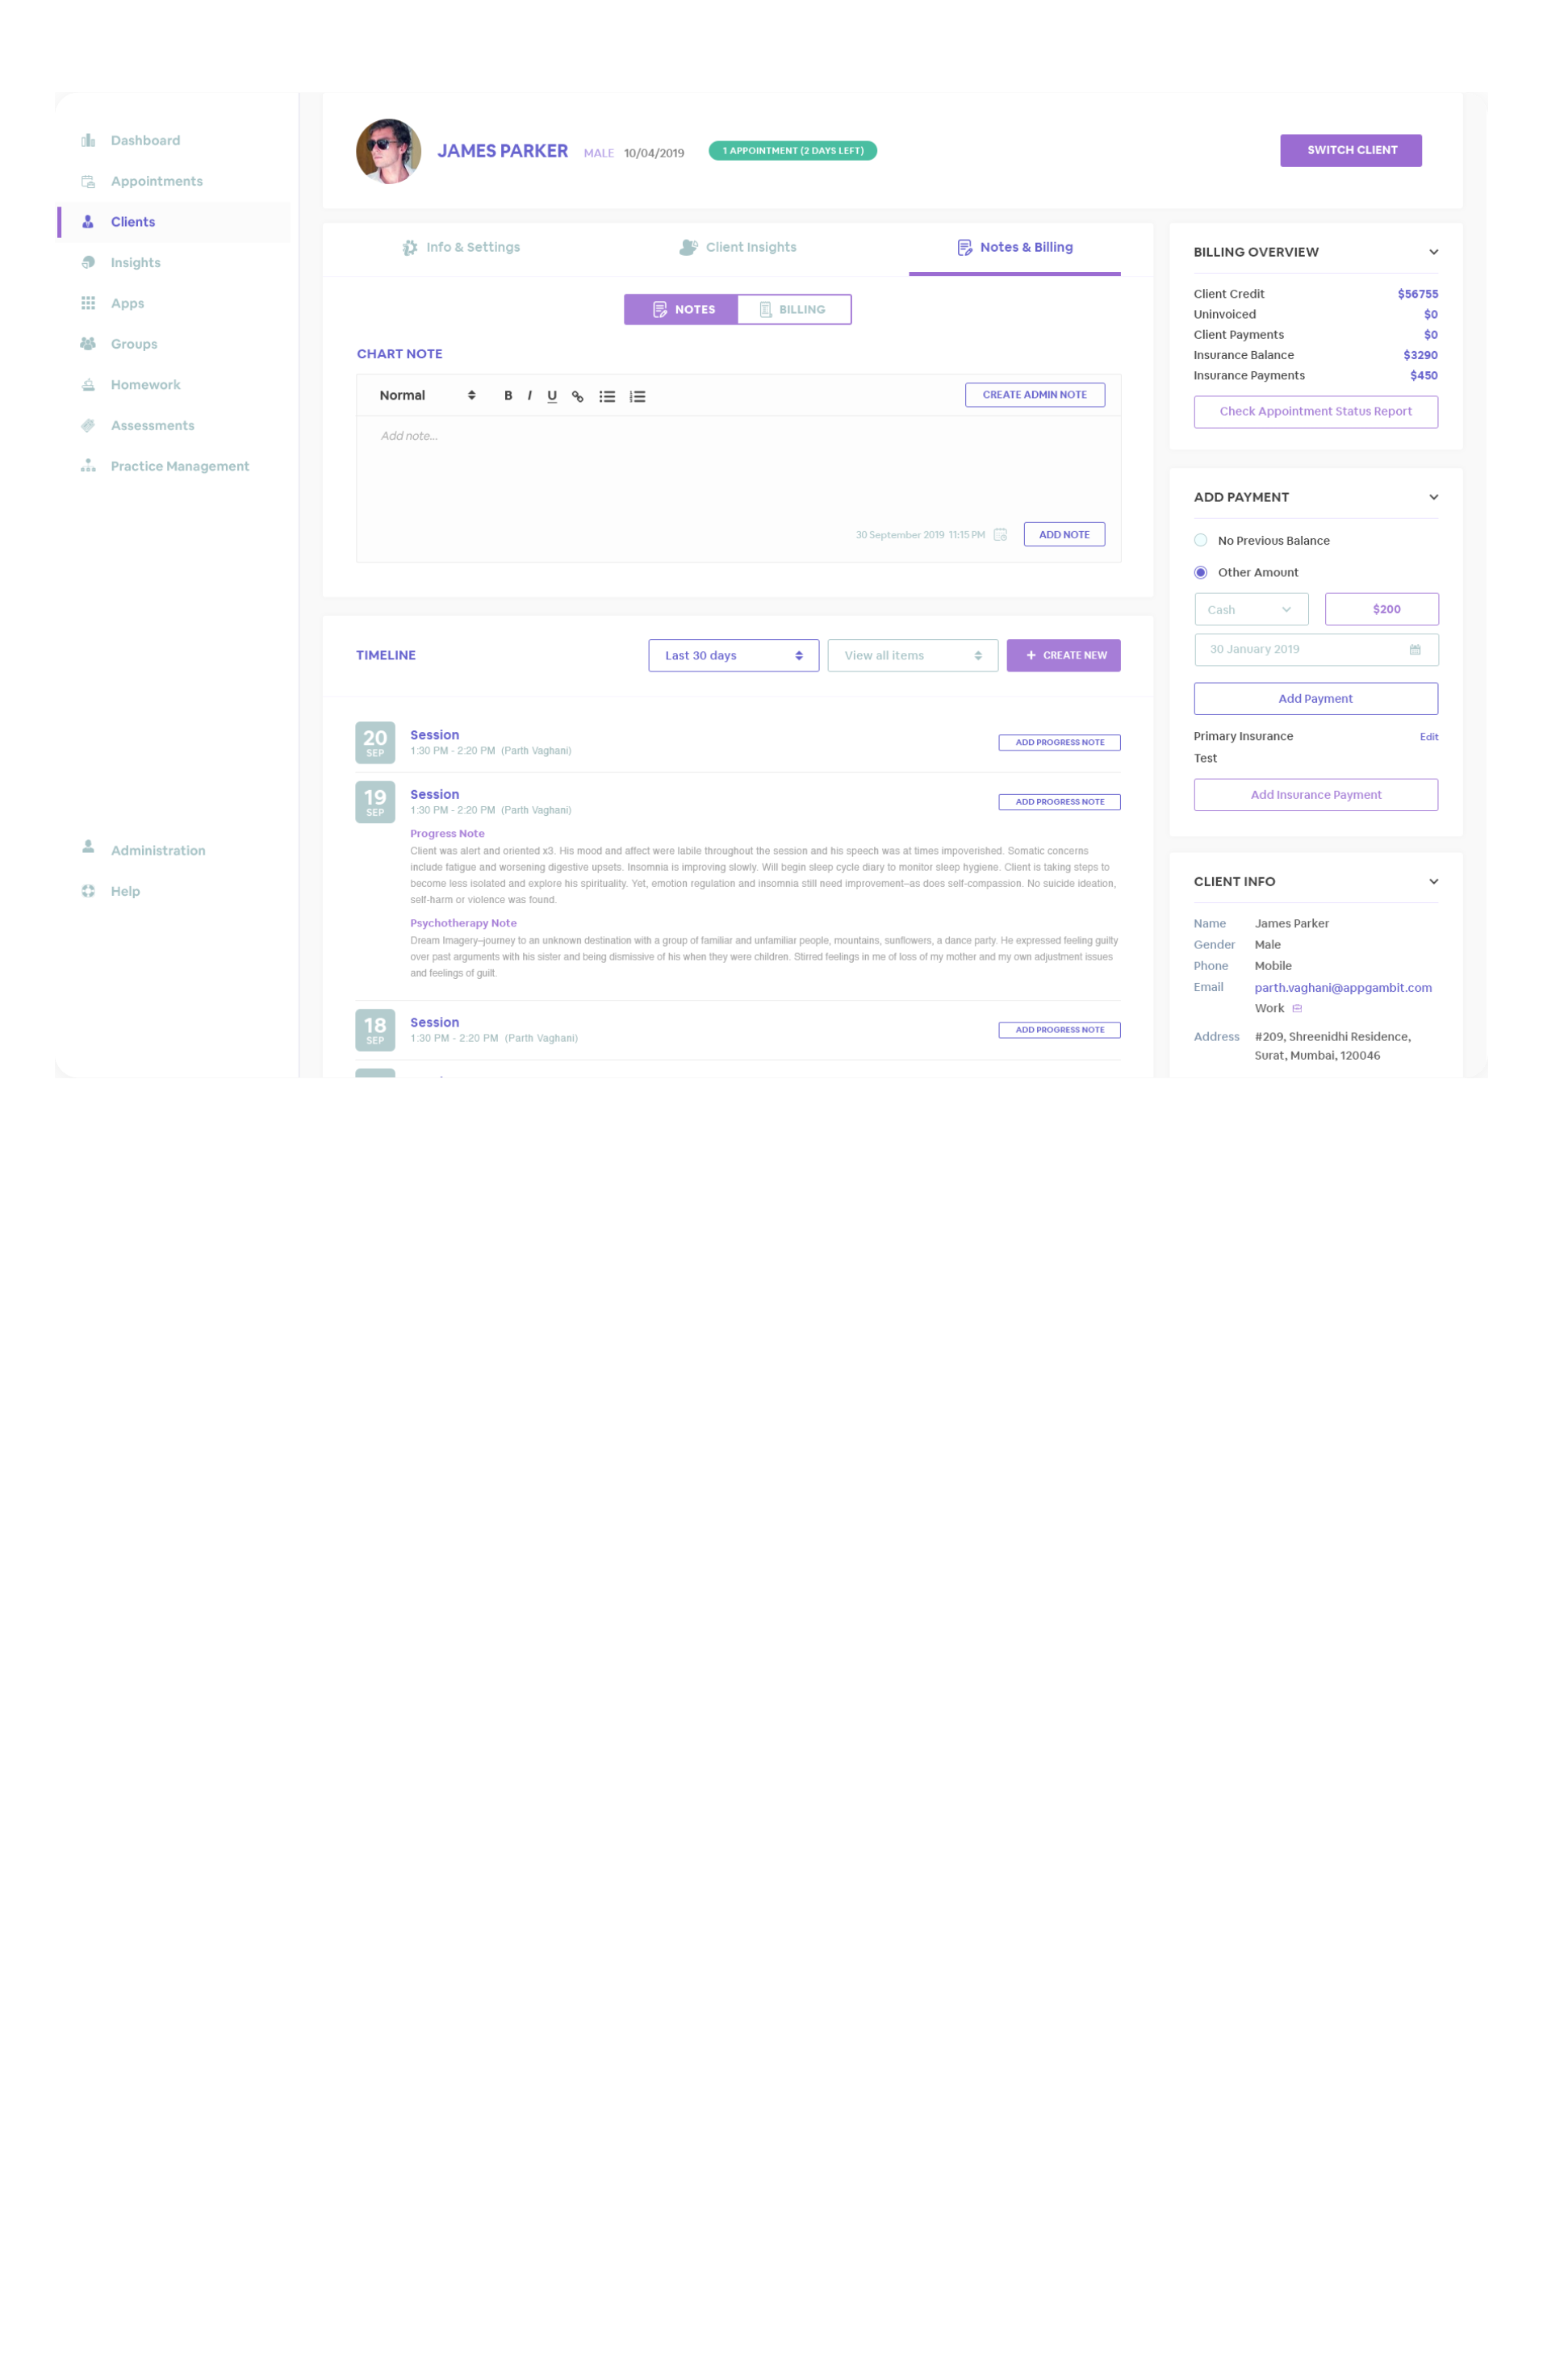 Dashboard
Appointments
Clients
Insights
Apps
Groups
Homework
Assessments
Practice Management
Administration
Help
JAMES PARKER MALE 10/04/2019 1 APPOINTMENT (2 DAYS LEFT)
SWITCH CLIENT
Info & Settings
Client Insights
Notes & Billing
NOTES
BILLING
CHART NOTE
Normal B I U
CREATE ADMIN NOTE
Add note...
30 September 2019 11:15 PM
ADD NOTE
TIMELINE
Last 30 days
View all items
+ CREATE NEW
20
SEP
Session
1:30 PM - 2:20 PM (Parth Vaghani)
ADD PROGRESS NOTE
19
SEP
Session
1:30 PM - 2:20 PM (Parth Vaghani)
ADD PROGRESS NOTE
Progress Note
Client was alert and oriented x3. His mood and affect were labile throughout the session and his speech was at times impoverished. Somatic concerns
include fatigue and worsening digestive upsets. Insomnia is improving slowly. Will begin sleep cycle diary to monitor sleep hygiene. Client is taking steps to
become less isolated and explore his spirituality. Yet, emotion regulation and insomnia still need improvement–as does self-compassion. No suicide ideation,
self-harm or violence was found.
Psychotherapy Note
Dream Imagery–journey to an unknown destination with a group of familiar and unfamiliar people, mountains, sunflowers, a dance party. He expressed feeling guilty
over past arguments with his sister and being dismissive of his when they were children. Stirred feelings in me of loss of my mother and my own adjustment issues
and feelings of guilt.
18
SEP
Session
1:30 PM - 2:20 PM (Parth Vaghani)
ADD PROGRESS NOTE
BILLING OVERVIEW
Client Credit $56755
Uninvoiced $0
Client Payments $0
Insurance Balance $3290
Insurance Payments $450
Check Appointment Status Report
ADD PAYMENT
No Previous Balance
Other Amount
Cash
$200
30 January 2019
Add Payment
Primary Insurance Edit
Test
Add Insurance Payment
CLIENT INFO
Name James Parker
Gender Male
Phone Mobile
Email parth.vaghani@appgambit.com
Work
Address #209, Shreenidhi Residence,
Surat, Mumbai, 120046